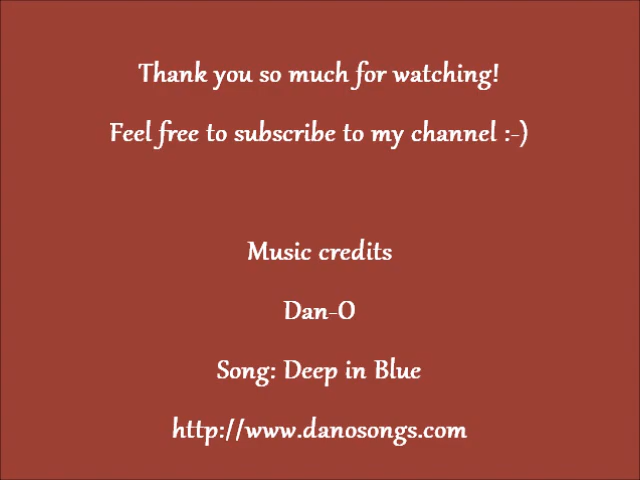 Thank you so much for watching!
Feel free to subscribe to my channel :-)
Music credits
Dan-O
Song: Deep in Blue
http://www.danosongs.com